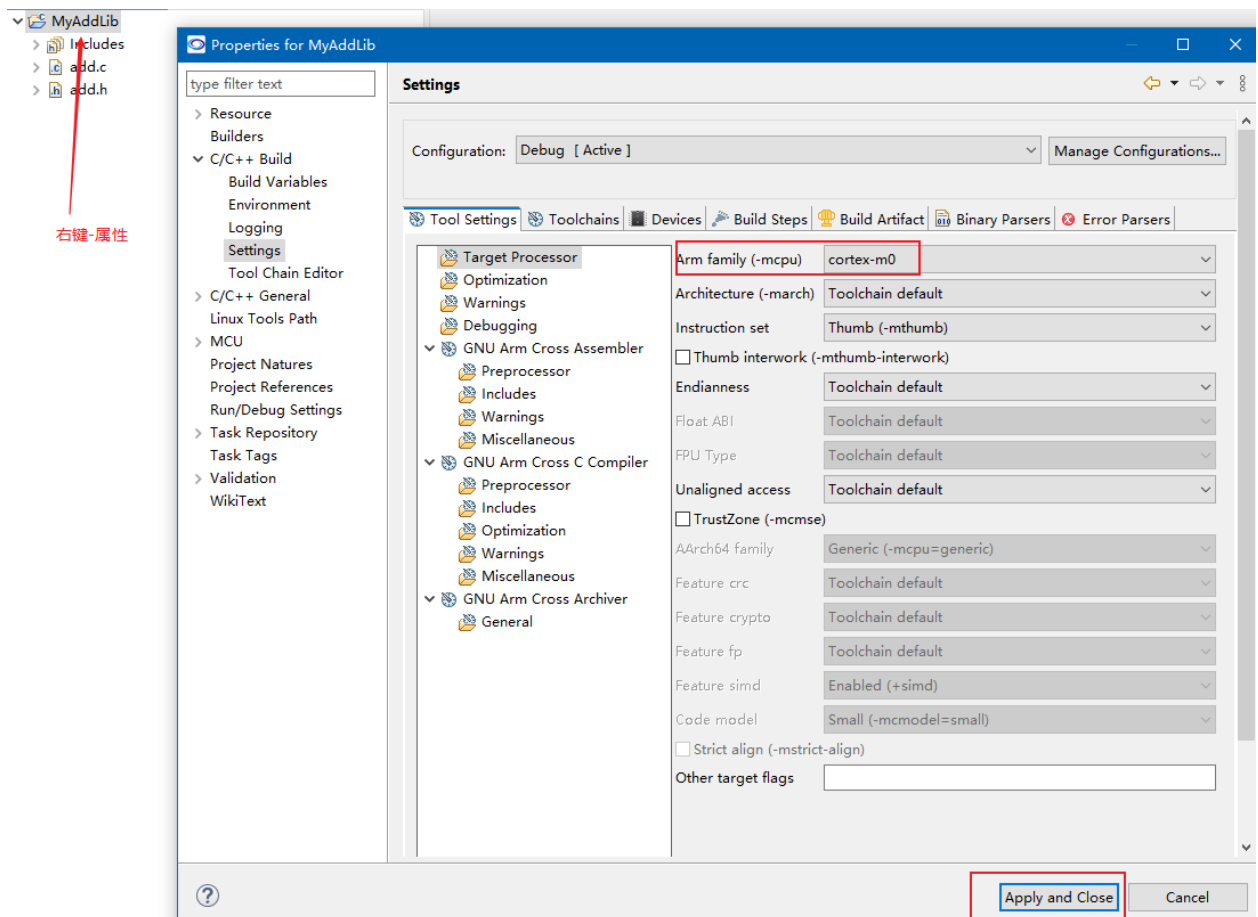 MyAddLib
Includes
add.c
add.h
右键-属性
Properties for MyAddLib
type filter text
Resource
Builders
C/C++ Build
Build Variables
Environment
Logging
Settings
Tool Chain Editor
C/C++ General
Linux Tools Path
MCU
Project Natures
Project References
Run/Debug Settings
Task Repository
Task Tags
Validation
WikiText
Settings
Configuration: Debug [ Active ] Manage Configurations...
Tool Settings Toolchains Devices Build Steps Build Artifact Binary Parsers Error Parsers
Target Processor
Optimization
Warnings
Debugging
GNU Arm Cross Assembler
Preprocessor
Includes
Warnings
Miscellaneous
GNU Arm Cross C Compiler
Preprocessor
Includes
Optimization
Warnings
Miscellaneous
GNU Arm Cross Archiver
General
Arm family (-mcpu) cortex-m0
Architecture (-march) Toolchain default
Instruction set Thumb (-mthumb)
Thumb interwork (-mthumb-interwork)
Endianness Toolchain default
Float ABI Toolchain default
FPU Type Toolchain default
Unaligned access Toolchain default
TrustZone (-mcmse)
AArch64 family Generic (-mcpu=generic)
Feature crc Toolchain default
Feature crypto Toolchain default
Feature fp Toolchain default
Feature simd Enabled (+simd)
Code model Small (-mcmodel=small)
Strict align (-mstrict-align)
Other target flags
Apply and Close Cancel